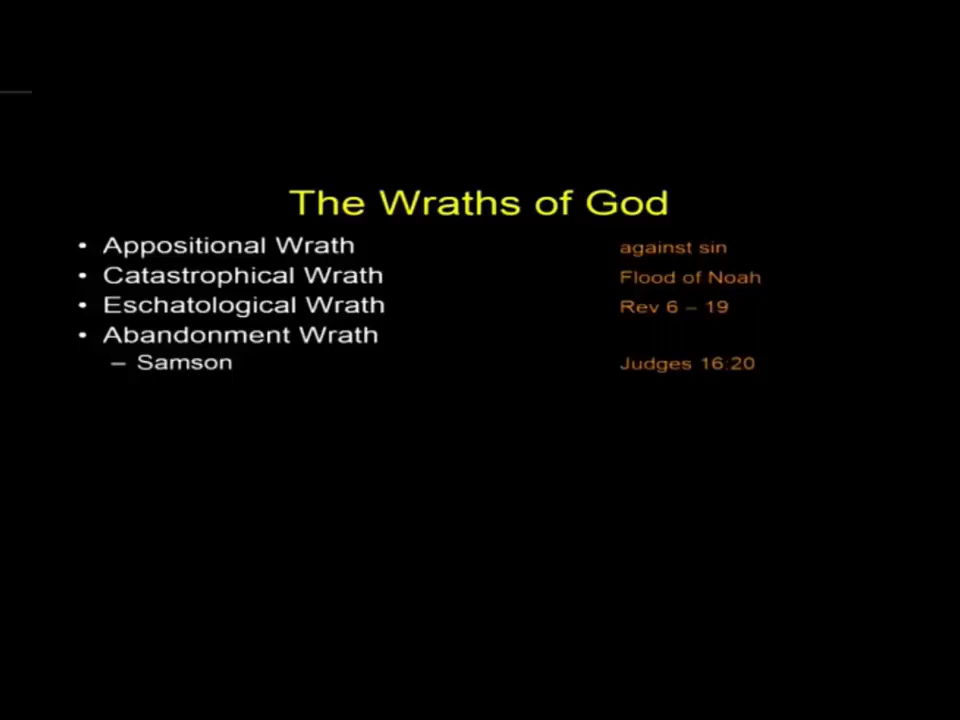 The Wraths of God
• Appositional Wrath against sin
• Catastrophical Wrath Flood of Noah
• Eschatological Wrath Rev 6 – 19
• Abandonment Wrath
– Samson Judges 16:20